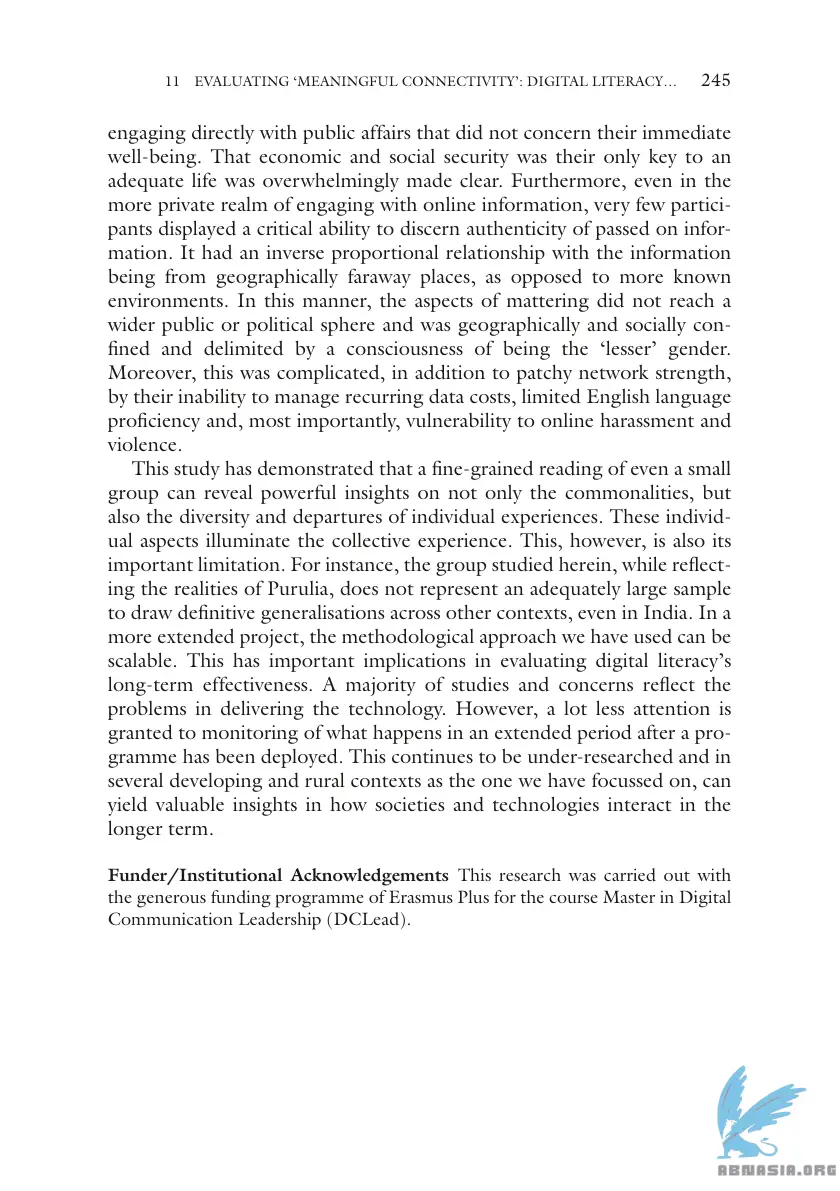 11 EVALUATING ‘MEANINGFUL CONNECTIVITY’: DIGITAL LITERACY… 245
engaging directly with public affairs that did not concern their immediate
well-being. That economic and social security was their only key to an
adequate life was overwhelmingly made clear. Furthermore, even in the
more private realm of engaging with online information, very few partici-
pants displayed a critical ability to discern authenticity of passed on infor-
mation. It had an inverse proportional relationship with the information
being from geographically faraway places, as opposed to more known
environments. In this manner, the aspects of mattering did not reach a
wider public or political sphere and was geographically and socially con-
fined and delimited by a consciousness of being the ‘lesser’ gender.
Moreover, this was complicated, in addition to patchy network strength,
by their inability to manage recurring data costs, limited English language
proficiency and, most importantly, vulnerability to online harassment and
violence.
This study has demonstrated that a fine-grained reading of even a small
group can reveal powerful insights on not only the commonalities, but
also the diversity and departures of individual experiences. These individ-
ual aspects illuminate the collective experience. This, however, is also its
important limitation. For instance, the group studied herein, while reflect-
ing the realities of Purulia, does not represent an adequately large sample
to draw definitive generalisations across other contexts, even in India. In a
more extended project, the methodological approach we have used can be
scalable. This has important implications in evaluating digital literacy’s
long-term effectiveness. A majority of studies and concerns reflect the
problems in delivering the technology. However, a lot less attention is
granted to monitoring of what happens in an extended period after a pro-
gramme has been deployed. This continues to be under-researched and in
several developing and rural contexts as the one we have focussed on, can
yield valuable insights in how societies and technologies interact in the
longer term.
Funder/Institutional Acknowledgements This research was carried out with
the generous funding programme of Erasmus Plus for the course Master in Digital
Communication Leadership (DCLead).
ABNASIA.ORG